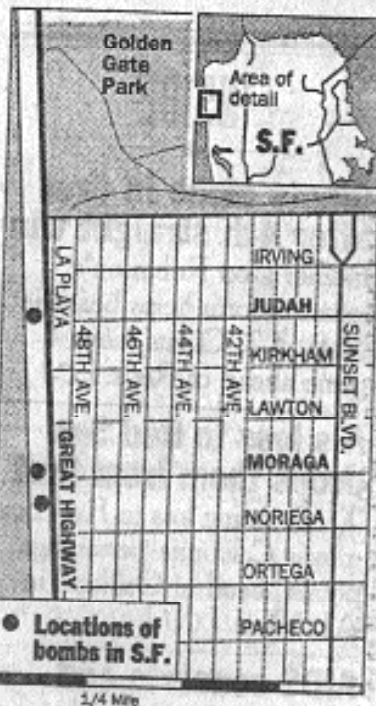 Golden
Gate
Park
Area of
detail
S.F.
IRVING
LA PLAYA
JUDAH
48TH AVE.
46TH AVE.
44TH AVE.
42TH AVE.
KIRKHAM
SUNSET BLVD.
LAWTON
GREAT HIGHWAY
MORAGA
NORIEGA
ORTEGA
PACHECO
Locations of
bombs in S.F.
1/4 Mile